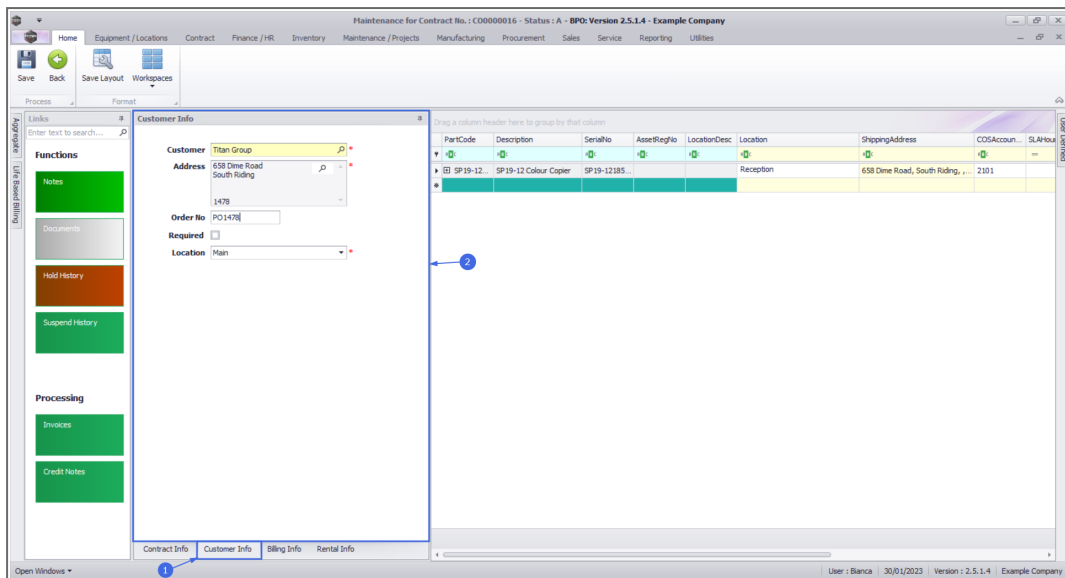 Maintenance for Contract No. : CO0000016 - Status : A - BPO: Version 2.5.1.4 - Example Company
Home Equipment / Locations Contract Finance / HR Inventory Maintenance / Projects Manufacturing Procurement Sales Service Reporting Utilities
Save Back Save Layout Workspaces
Process Format
Aggregate
Life Based Billing
Links
Enter text to search...
Functions
Notes
Documents
Hold History
Suspend History
Processing
Invoices
Credit Notes
Customer Info
Customer Titan Group *
Address 658 Dime Road *
South Riding
1478
Order No PO1478
Required
Location Main *
Contract Info Customer Info Billing Info Rental Info
1
2
Drag a column header here to group by that column
PartCode Description SerialNo AssetRegNo LocationDesc Location ShippingAddress COSAccoun... SLAHour
SP19-12... SP19-12 Colour Copier SP19-12185... Reception 658 Dime Road, South Riding, ,... 2101
User Defined
Open Windows User : Bianca 30/01/2023 Version : 2.5.1.4 Example Company